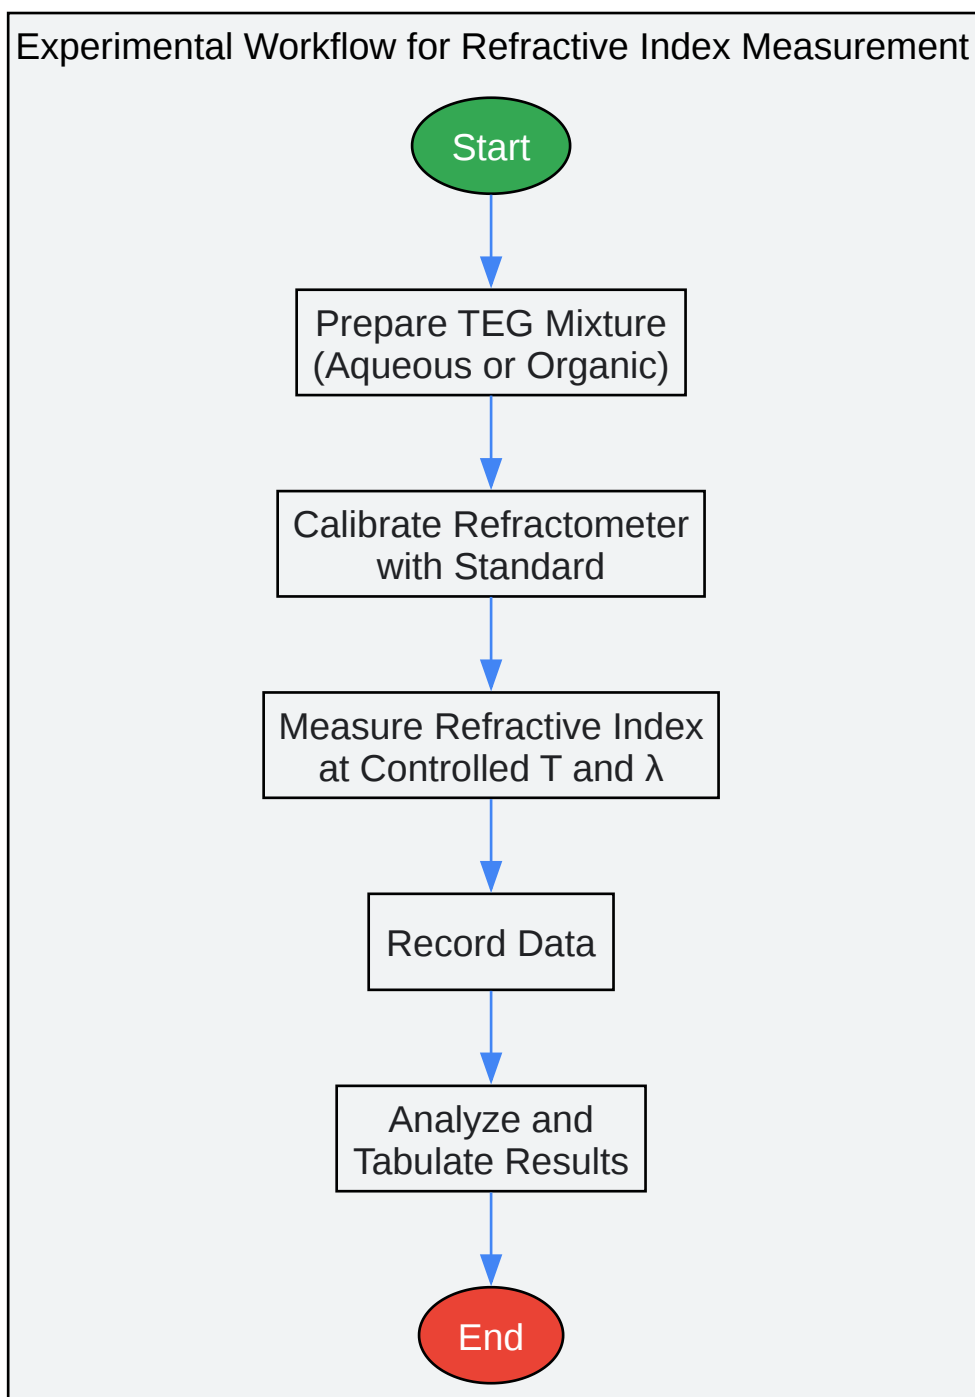 Experimental Workflow for Refractive Index Measurement
Start
Prepare TEG Mixture
(Aqueous or Organic)
Calibrate Refractometer
with Standard
Measure Refractive Index
at Controlled T and λ
Record Data
Analyze and
Tabulate Results
End